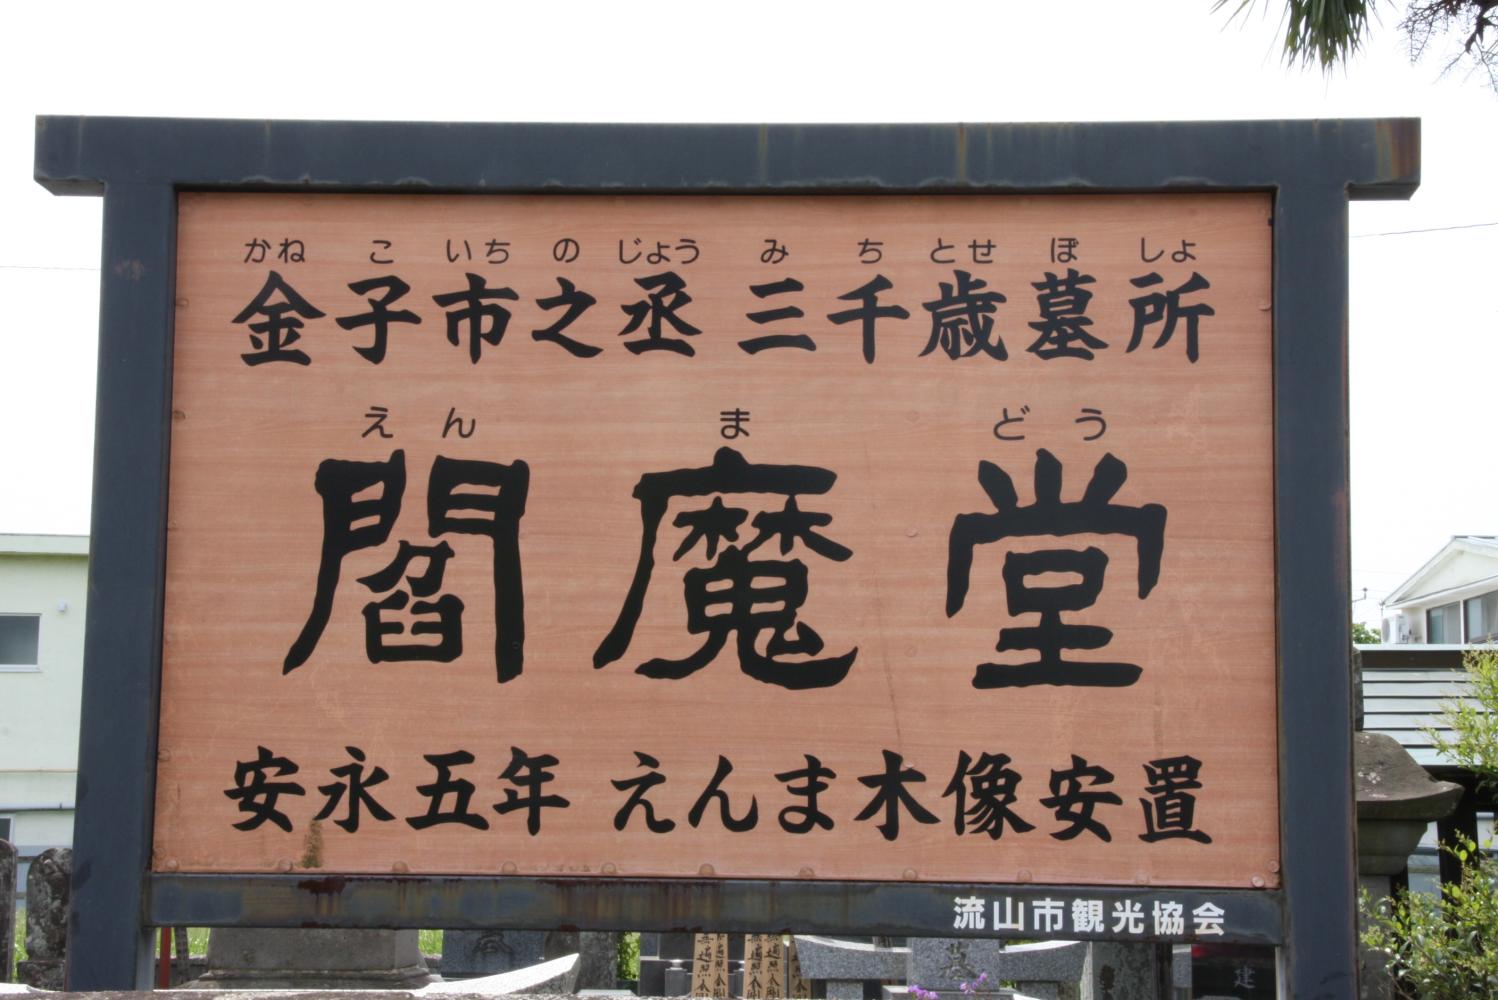 かね こ いち の じょう み ち とせ ぼ しょ
金子市之丞 三千歳墓所
えん ま どう
閻魔堂
安永五年 えんま木像安置
流山市観光協会
建